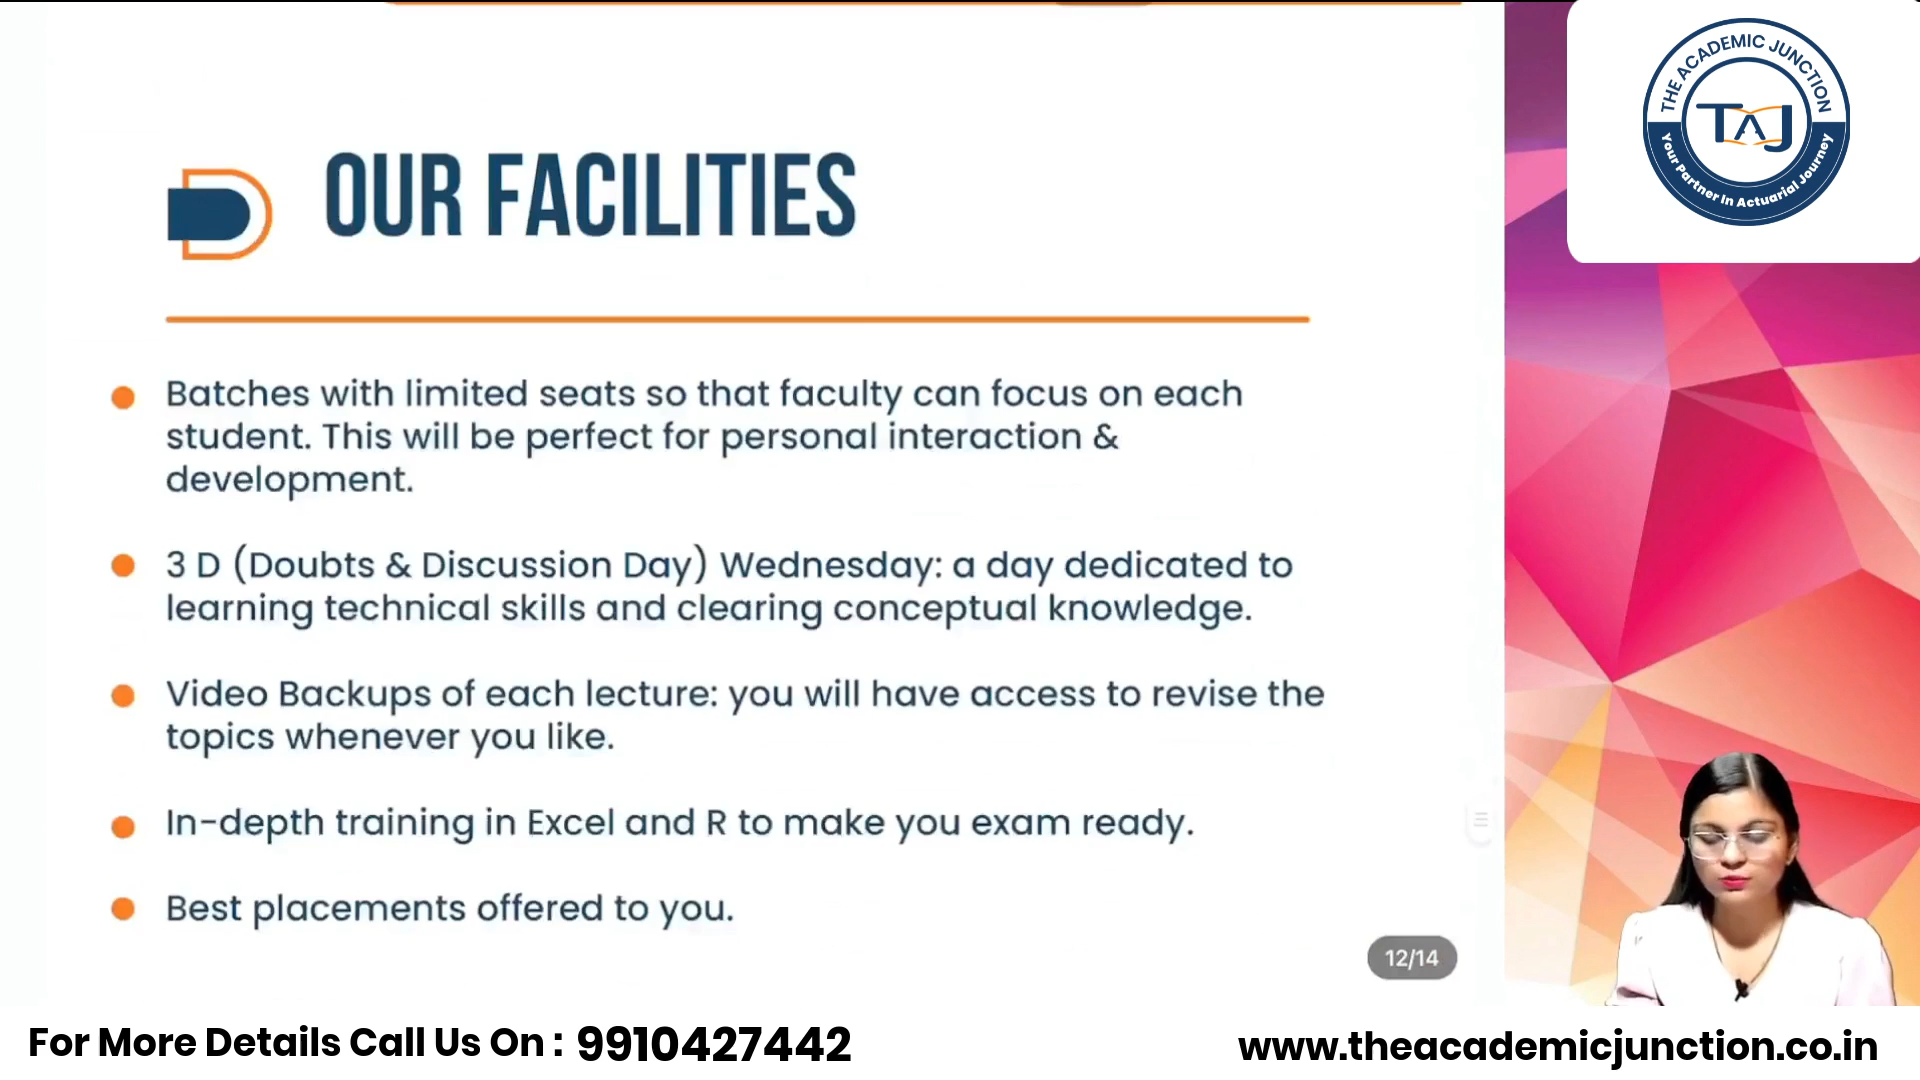 THE ACADEMIC JUNCTION
TAJ
Your Partner In Actuarial Journey
OUR FACILITIES
Batches with limited seats so that faculty can focus on each
student. This will be perfect for personal interaction &
development.
3 D (Doubts & Discussion Day) Wednesday: a day dedicated to
learning technical skills and clearing conceptual knowledge.
Video Backups of each lecture: you will have access to revise the
topics whenever you like.
In-depth training in Excel and R to make you exam ready.
Best placements offered to you.
12/14
For More Details Call Us On : 9910427442
www.theacademicjunction.co.in